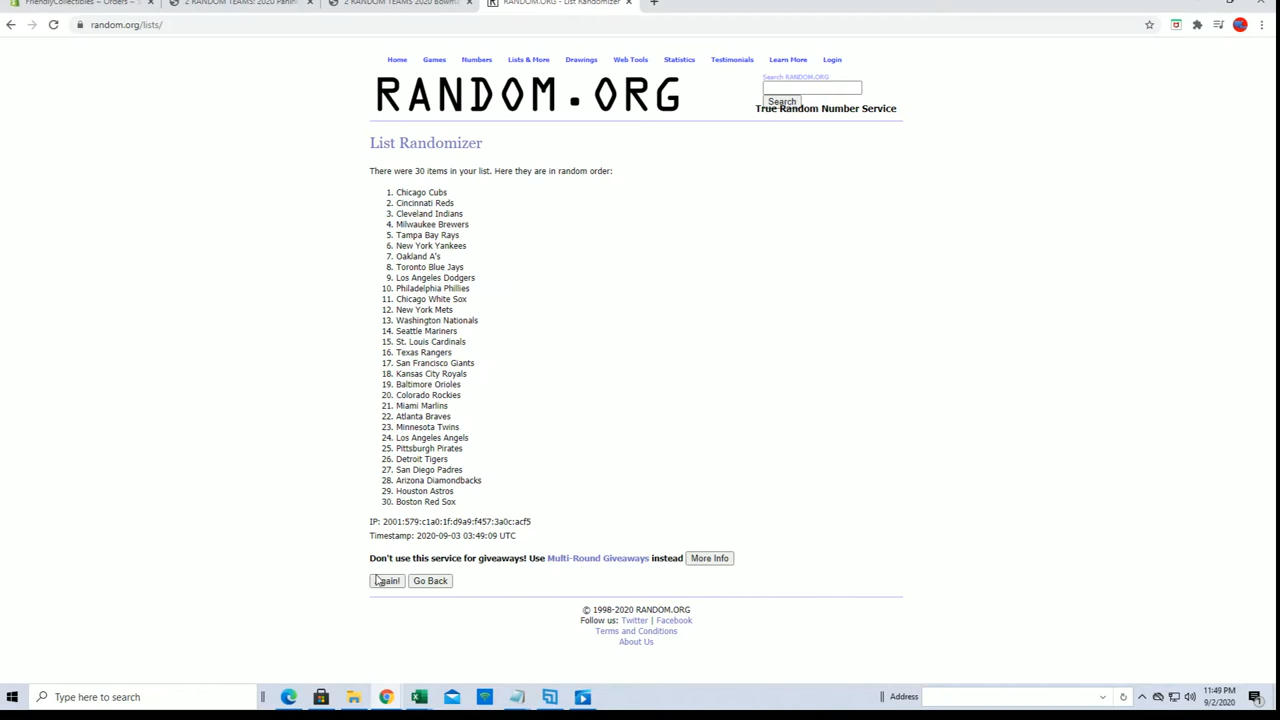 FriendlyCollectibles ~ Orders ~ S
2 RANDOM TEAMS: 2020 Panini
2 RANDOM TEAMS 2020 Bowma
RANDOM.ORG - List Randomizer
random.org/lists/
Home Games Numbers Lists & More Drawings Web Tools Statistics Testimonials Learn More Login
RANDOM.ORG
Search RANDOM.ORG
Search
True Random Number Service
List Randomizer
There were 30 items in your list. Here they are in random order:
1. Chicago Cubs
2. Cincinnati Reds
3. Cleveland Indians
4. Milwaukee Brewers
5. Tampa Bay Rays
6. New York Yankees
7. Oakland A's
8. Toronto Blue Jays
9. Los Angeles Dodgers
10. Philadelphia Phillies
11. Chicago White Sox
12. New York Mets
13. Washington Nationals
14. Seattle Mariners
15. St. Louis Cardinals
16. Texas Rangers
17. San Francisco Giants
18. Kansas City Royals
19. Baltimore Orioles
20. Colorado Rockies
21. Miami Marlins
22. Atlanta Braves
23. Minnesota Twins
24. Los Angeles Angels
25. Pittsburgh Pirates
26. Detroit Tigers
27. San Diego Padres
28. Arizona Diamondbacks
29. Houston Astros
30. Boston Red Sox
IP: 2001:579:c1a0:1f:d9a9:f457:3a0c:acf5
Timestamp: 2020-09-03 03:49:09 UTC
Don't use this service for giveaways! Use Multi-Round Giveaways instead More Info
Again! Go Back
© 1998-2020 RANDOM.ORG
Follow us: Twitter | Facebook
Terms and Conditions
About Us
Type here to search
Address
11:49 PM
9/2/2020